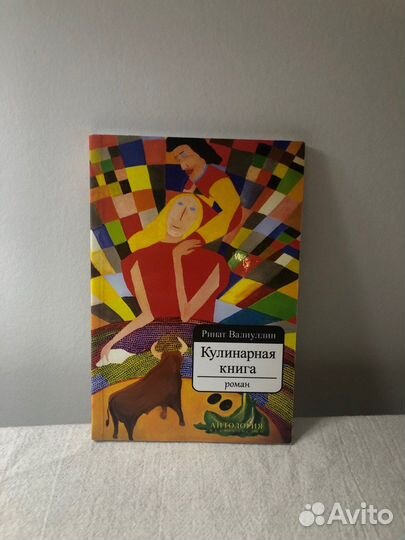 Ринат Валиуллин
Кулинарная
книга
роман
АНТОЛОГИЯ
Avito